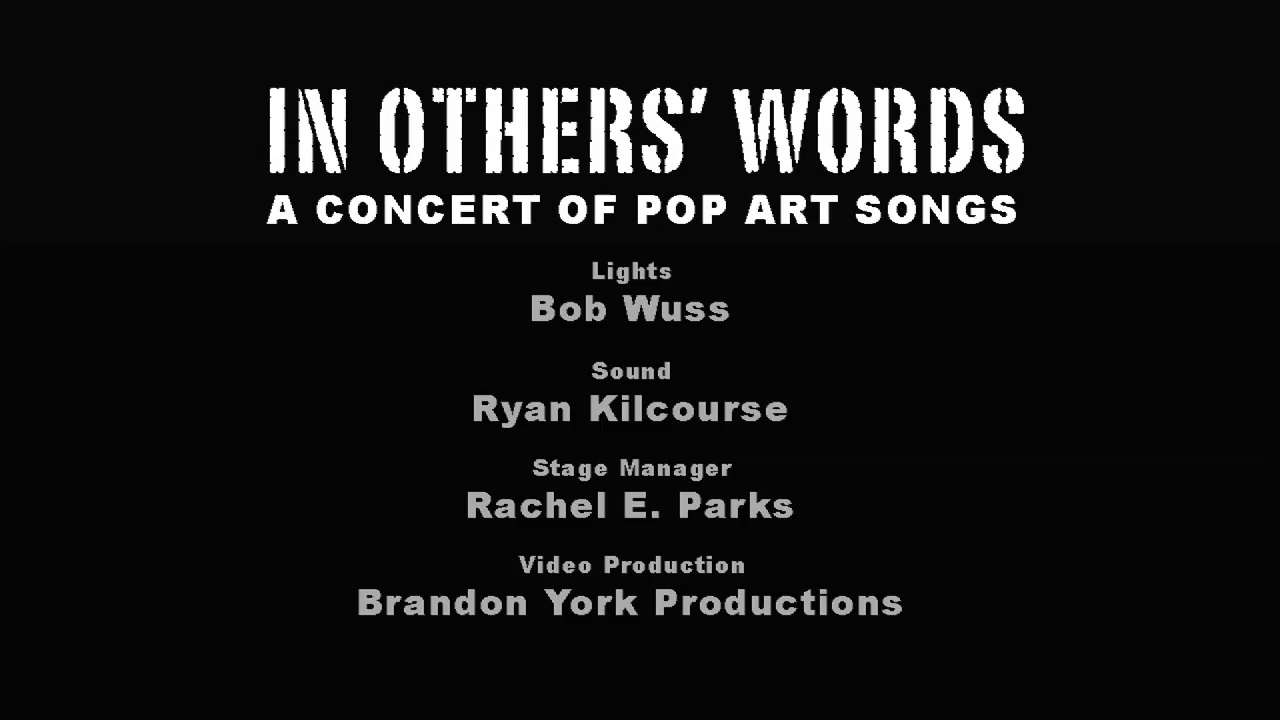 IN OTHERS’ WORDS
A CONCERT OF POP ART SONGS
Lights
Bob Wuss
Sound
Ryan Kilcourse
Stage Manager
Rachel E. Parks
Video Production
Brandon York Productions